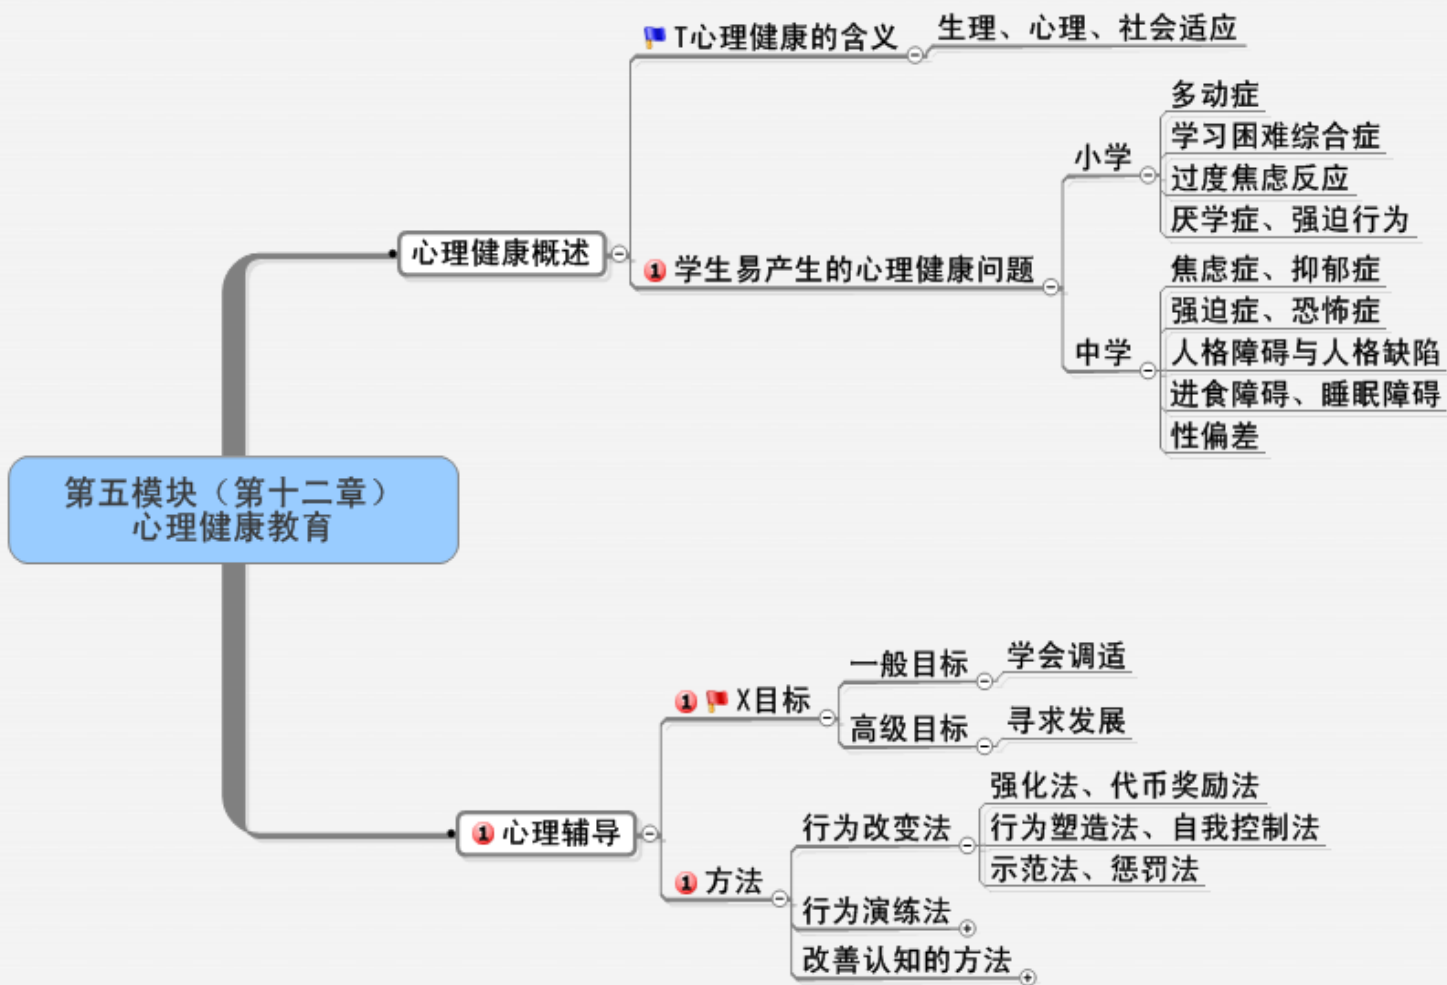 第五模块（第十二章）
心理健康教育
心理健康概述
T心理健康的含义
生理、心理、社会适应
1 学生易产生的心理健康问题
小学
多动症
学习困难综合症
过度焦虑反应
厌学症、强迫行为
中学
焦虑症、抑郁症
强迫症、恐怖症
人格障碍与人格缺陷
进食障碍、睡眠障碍
性偏差
1 心理辅导
1 X目标
一般目标
学会调适
高级目标
寻求发展
1 方法
行为改变法
强化法、代币奖励法
行为塑造法、自我控制法
示范法、惩罚法
行为演练法
改善认知的方法